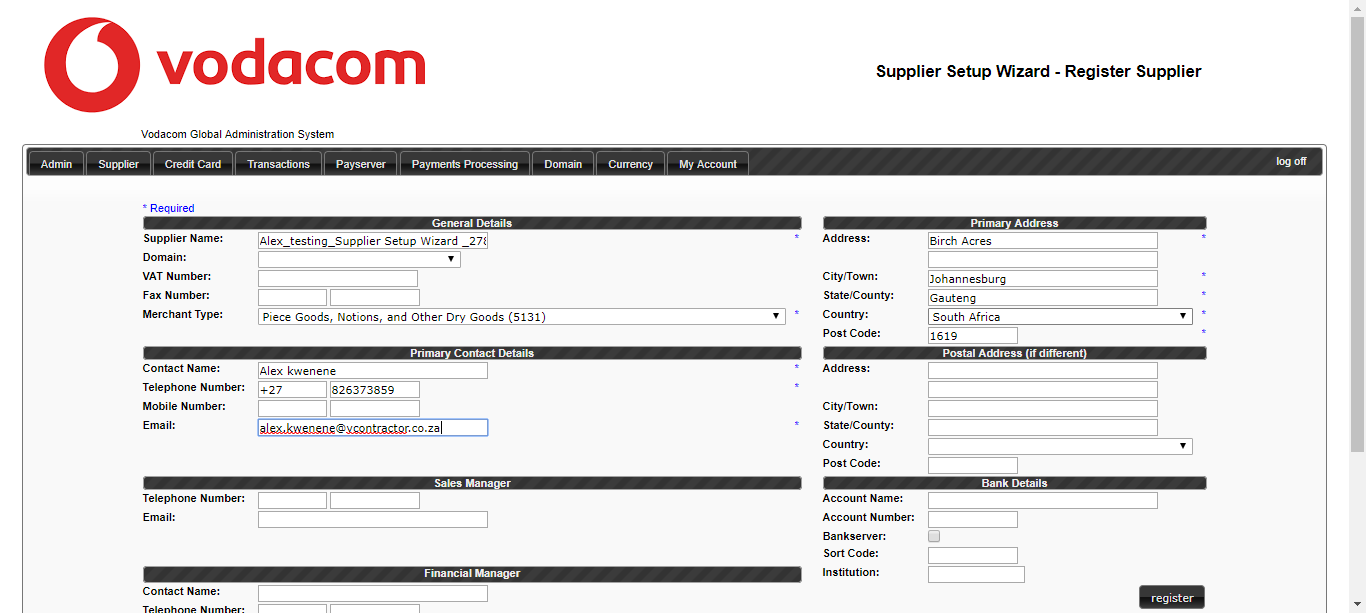 vodacom
Supplier Setup Wizard - Register Supplier
Vodacom Global Administration System
Admin Supplier Credit Card Transactions Payserver Payments Processing Domain Currency My Account log off
* Required
General Details
Supplier Name: Alex_testing_Supplier Setup Wizard _278 *
Domain:
VAT Number:
Fax Number:
Merchant Type: Piece Goods, Notions, and Other Dry Goods (5131) *
Primary Contact Details
Contact Name: Alex kwenene *
Telephone Number: +27 826373859 *
Mobile Number:
Email: alex.kwenene@vcontractor.co.za *
Sales Manager
Telephone Number:
Email:
Financial Manager
Contact Name:
Telephone Number:
Primary Address
Address: Birch Acres *
City/Town: Johannesburg *
State/County: Gauteng *
Country: South Africa *
Post Code: 1619 *
Postal Address (if different)
Address:
City/Town:
State/County:
Country:
Post Code:
Bank Details
Account Name:
Account Number:
Bankserver:
Sort Code:
Institution:
register